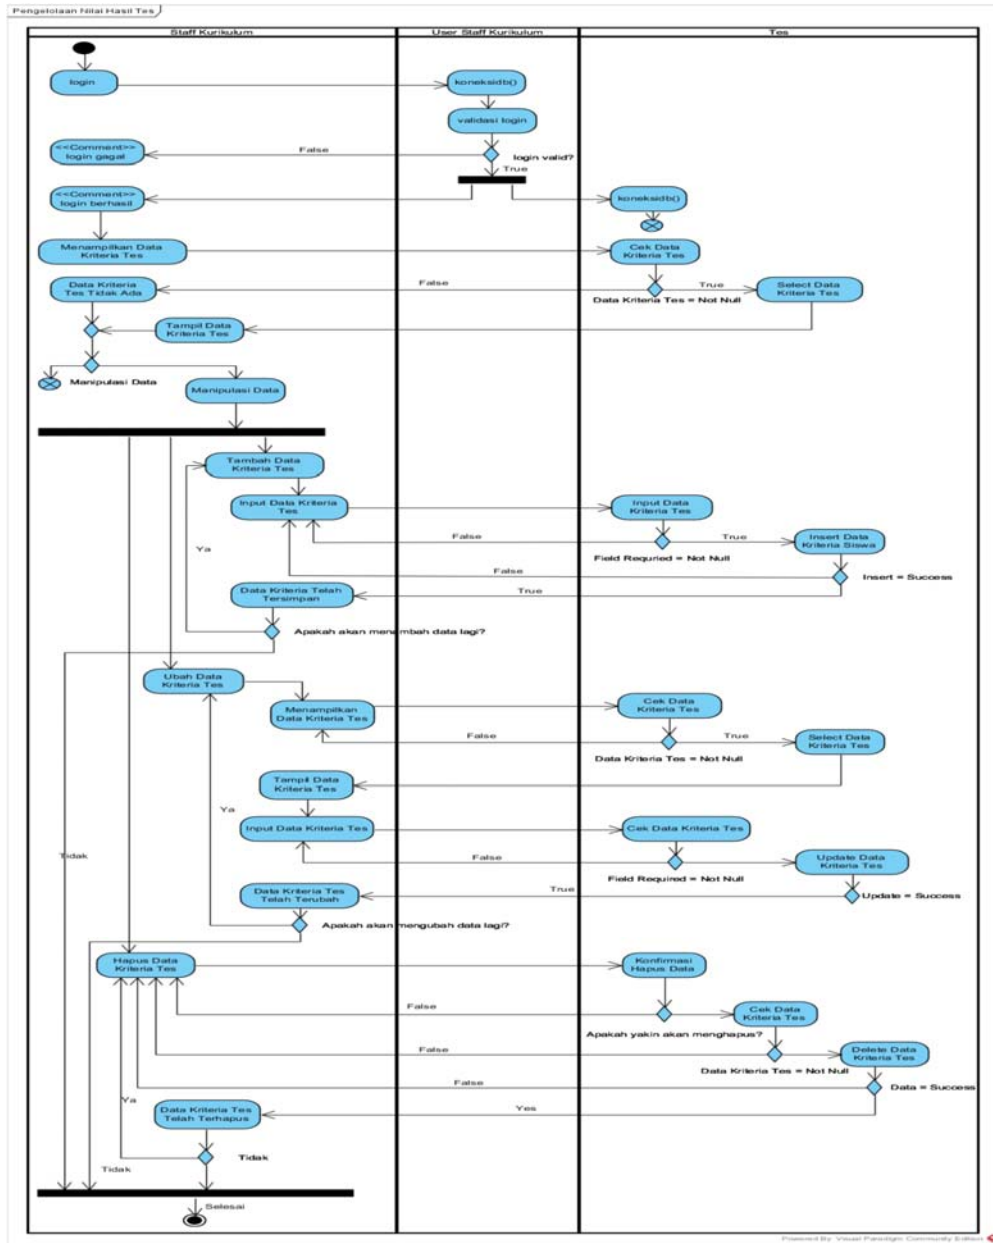 Pengelolaan Nilai Hasil Tes
Staff Kurikulum
User Staff Kurikulum
Tes
login
koneksidb()
validasi login
<<Comment>>
login gagal
False
login valid?
True
<<Comment>>
login berhasil
koneksidb()
Menampilkan Data
Kriteria Tes
Cek Data
Kriteria Tes
Data Kriteria
Tes Tidak Ada
False
True
Select Data
Kriteria Tes
Data Kriteria Tes = Not Null
Tampil Data
Kriteria Tes
Manipulasi Data
Manipulasi Data
Tambah Data
Kriteria Tes
Input Data Kriteria
Tes
Input Data
Kriteria Tes
Ya
False
True
Insert Data
Kriteria Siswa
Field Requried = Not Null
False
Insert = Success
Data Kriteria Telah
Tersimpan
True
Apakah akan menambah data lagi?
Ubah Data
Kriteria Tes
Menampilkan
Data Kriteria Tes
Cek Data
Kriteria Tes
False
True
Select Data
Kriteria Tes
Data Kriteria Tes = Not Null
Tampil Data
Kriteria Tes
Ya
Input Data Kriteria Tes
Cek Data Kriteria Tes
Tidak
False
Update Data
Kriteria Tes
Field Required = Not Null
Data Kriteria Tes
Telah Terubah
True
Update = Success
Apakah akan mengubah data lagi?
Hapus Data
Kriteria Tes
Konfirmasi
Hapus Data
False
Cek Data
Kriteria Tes
Apakah yakin akan menghapus?
False
Delete Data
Kriteria Tes
Data Kriteria Tes = Not Null
False
Data = Success
Ya
Data Kriteria Tes
Telah Terhapus
Yes
Tidak
Tidak
Selesai
Powered By Visual Paradigm Community Edition